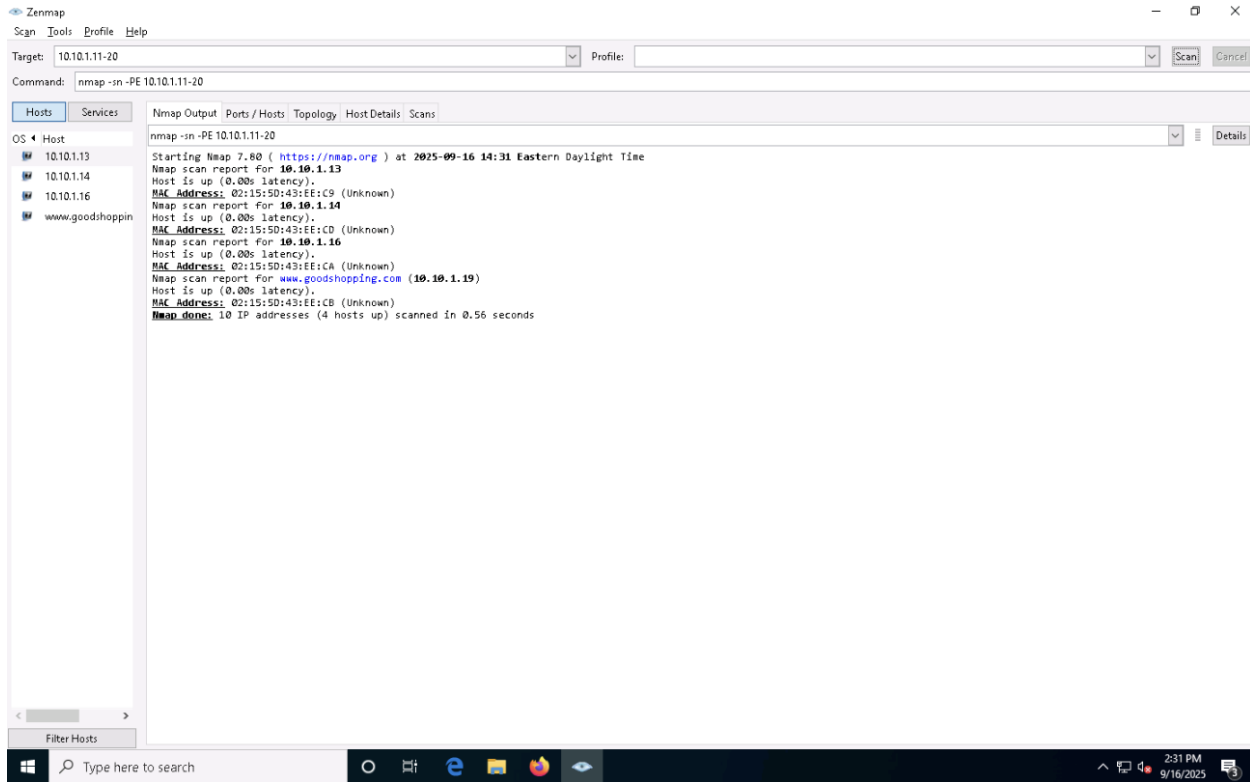 Zenmap
Scan Tools Profile Help
Target: 10.10.1.11-20 Profile: Scan Cancel
Command: nmap -sn -PE 10.10.1.11-20
Hosts Services Nmap Output Ports / Hosts Topology Host Details Scans
OS Host nmap -sn -PE 10.10.1.11-20 Details
10.10.1.13
10.10.1.14
10.10.1.16
www.goodshoppin
Starting Nmap 7.80 ( https://nmap.org ) at 2025-09-16 14:31 Eastern Daylight Time
Nmap scan report for 10.10.1.13
Host is up (0.00s latency).
MAC Address: 02:15:5D:43:EE:C9 (Unknown)
Nmap scan report for 10.10.1.14
Host is up (0.00s latency).
MAC Address: 02:15:5D:43:EE:CD (Unknown)
Nmap scan report for 10.10.1.16
Host is up (0.00s latency).
MAC Address: 02:15:5D:43:EE:CA (Unknown)
Nmap scan report for www.goodshopping.com (10.10.1.19)
Host is up (0.00s latency).
MAC Address: 02:15:5D:43:EE:CB (Unknown)
Nmap done: 10 IP addresses (4 hosts up) scanned in 0.56 seconds
Filter Hosts
Type here to search
2:31 PM
9/16/2025
3